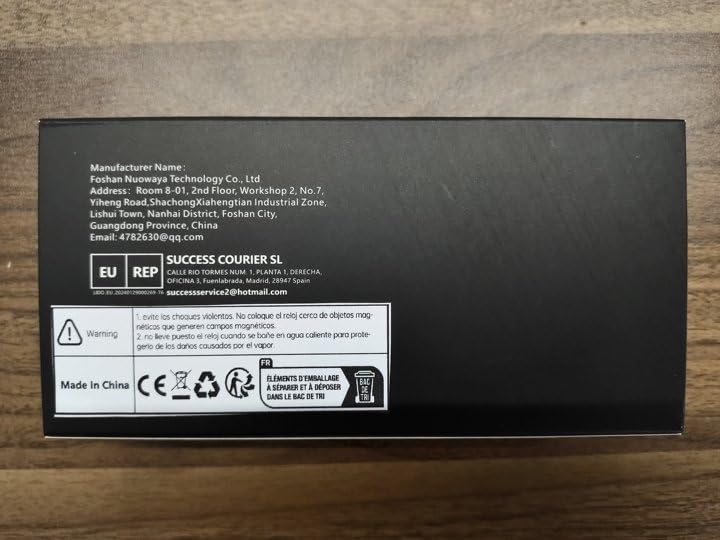 Manufacturer Name:
Foshan Nuowaya Technology Co., Ltd
Address: Room 8-01, 2nd Floor, Workshop 2, No.7,
Yiheng Road,ShachongXiahengtian Industrial Zone,
Lishui Town, Nanhai District, Foshan City,
Guangdong Province, China
Email: 4782630@qq.com
EU REP
SUCCESS COURIER SL
CALLE RIO TORMES NUM. 1, PLANTA 1, DERECHA,
OFICINA 3, Fuenlabrada, Madrid, 28947 Spain
successservice2@hotmail.com
Warning
1. evite los choques violentos. No coloque el reloj cerca de objetos mag-
néticos que generen campos magnéticos.
2. no lleve puesto el reloj cuando se bañe en agua caliente para prote-
gerlo de los daños causados por el vapor.
Made In China
CE
FR
ÉLÉMENTS D'EMBALLAGE
À SÉPARER ET À DÉPOSER
DANS LE BAC DE TRI
BAC
DE
TRI